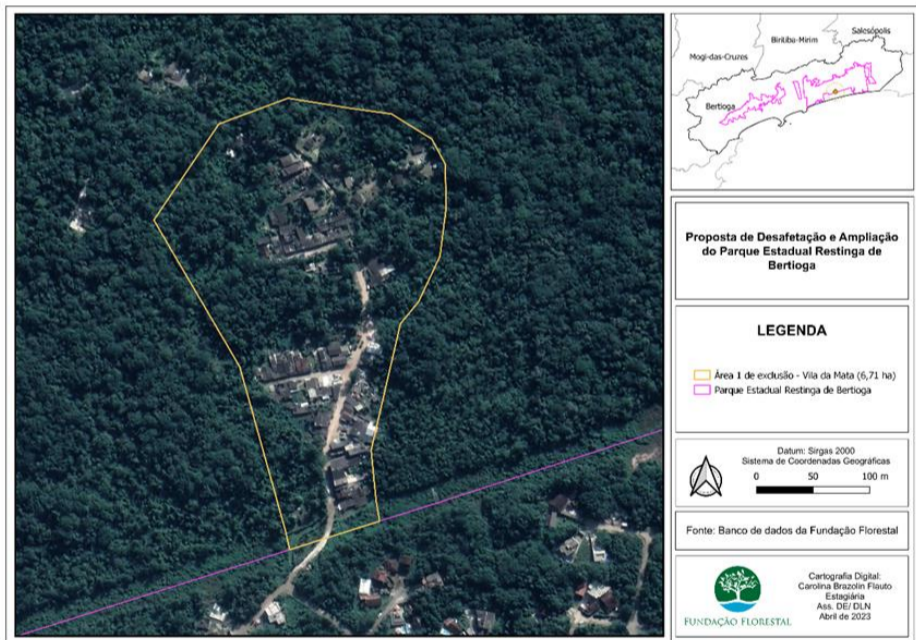 Salesópolis
Biritiba-Mirim
Mogi-das-Cruzes
Bertioga
Proposta de Desafetação e Ampliação
do Parque Estadual Restinga de
Bertioga
LEGENDA
Área 1 de exclusão - Vila da Mata (6,71 ha)
Parque Estadual Restinga de Bertioga
Datum: Sirgas 2000
Sistema de Coordenadas Geográficas
0 50 100 m
Fonte: Banco de dados da Fundação Florestal
FUNDAÇÃO FLORESTAL
Cartografia Digital:
Carolina Brazolin Flauto
Estagiária
Ass. DE/ DLN
Abril de 2023